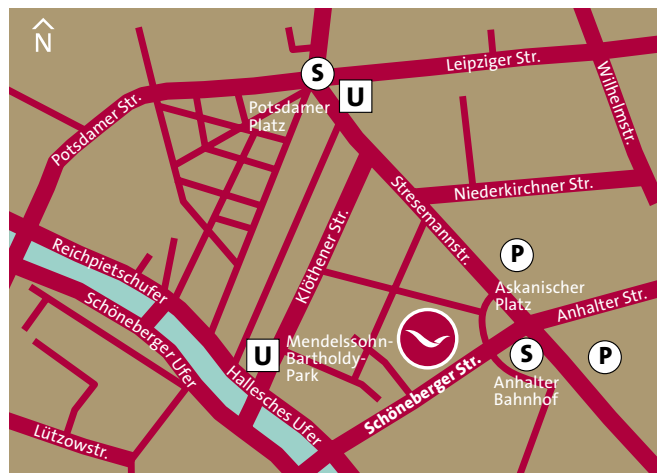 N
S
U
Leipziger Str.
Wilhelmstr.
Potsdamer Str.
Potsdamer
Platz
Stresemannstr.
Niederkirchner Str.
Klöthener Str.
P
Askanischer
Platz
Anhalter Str.
Reichpietschufer
Schöneberger Ufer
U
Mendelssohn-
Bartholdy-
Park
Hallesches Ufer
Schöneberger Str.
S
Anhalter
Bahnhof
P
Lützowstr.